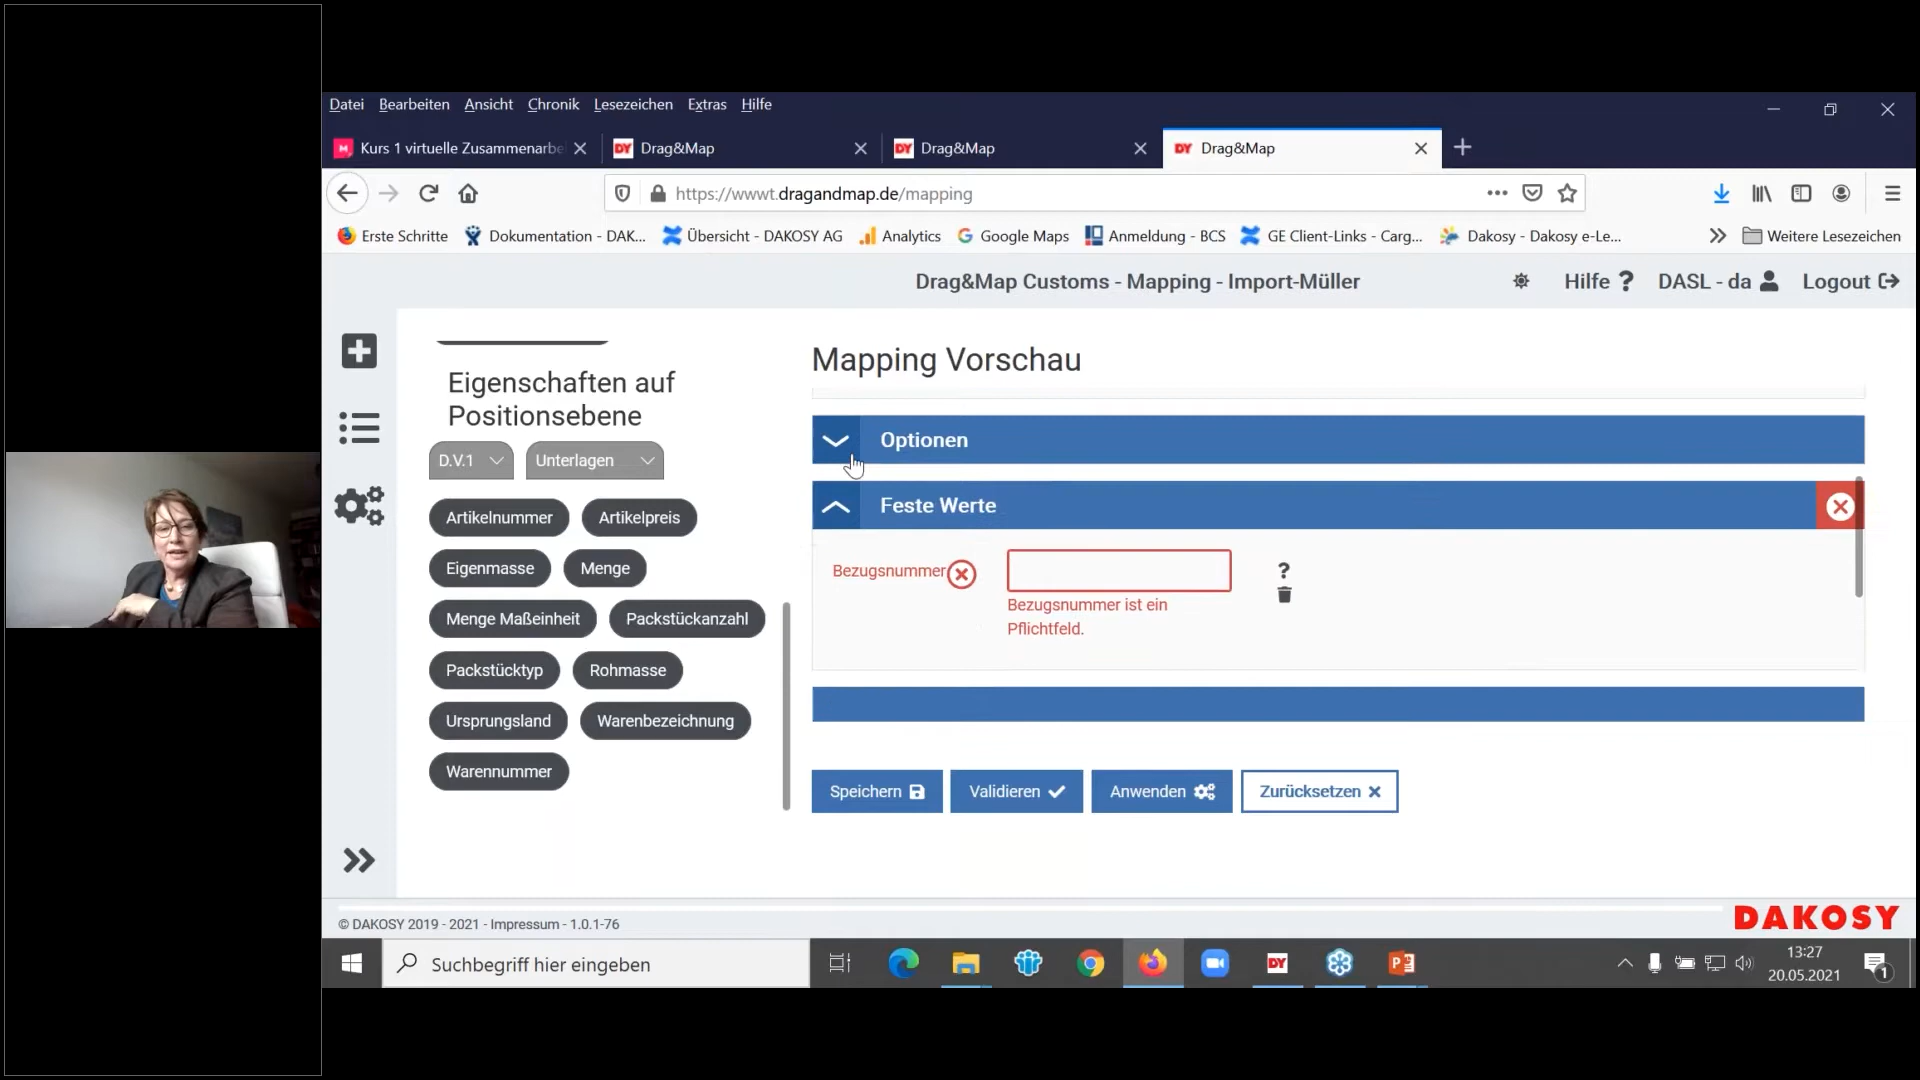 Datei Bearbeiten Ansicht Chronik Lesezeichen Extras Hilfe
Kurs 1 virtuelle Zusammenarbe
DY Drag&Map
DY Drag&Map
DY Drag&Map
https://wwwt.dragandmap.de/mapping
Erste Schritte Dokumentation - DAK... Übersicht - DAKOSY AG Analytics Google Maps Anmeldung - BCS GE Client-Links - Carg... Dakosy - Dakosy e-Le... Weitere Lesezeichen
Drag&Map Customs - Mapping - Import-Müller Hilfe ? DASL - da Logout
Eigenschaften auf
Positionsebene
D.V.1 Unterlagen
Artikelnummer Artikelpreis
Eigenmasse Menge
Menge Maßeinheit Packstückanzahl
Packstücktyp Rohmasse
Ursprungsland Warenbezeichnung
Warennummer
Mapping Vorschau
Optionen
Feste Werte
Bezugsnummer ?
Bezugsnummer ist ein
Pflichtfeld.
Speichern Validieren Anwenden Zurücksetzen
© DAKOSY 2019 - 2021 - Impressum - 1.0.1-76
DAKOSY
Suchbegriff hier eingeben
DY
13:27
20.05.2021
1